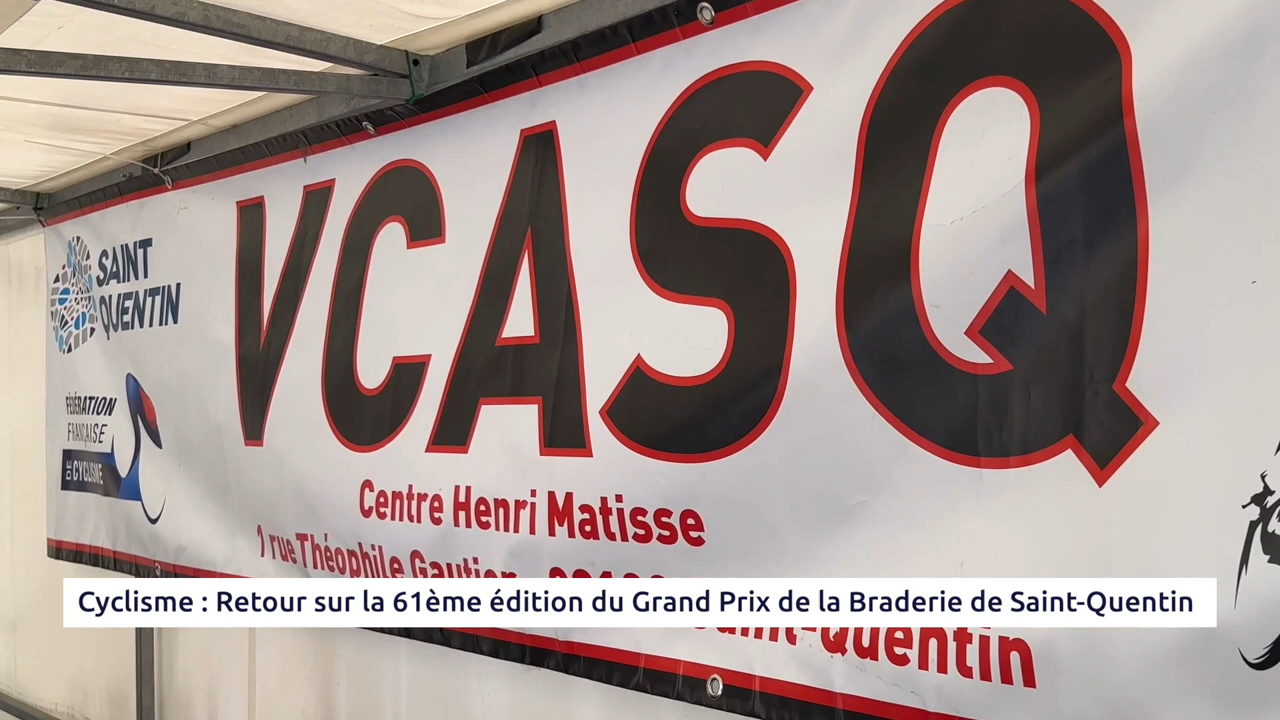 VCASQ
SAINT
QUENTIN
FÉDÉRATION
FRANÇAISE
DE CYCLISME
Centre Henri Matisse
rue Théophile Gautier
Saint-Quentin
Cyclisme : Retour sur la 61ème édition du Grand Prix de la Braderie de Saint-Quentin